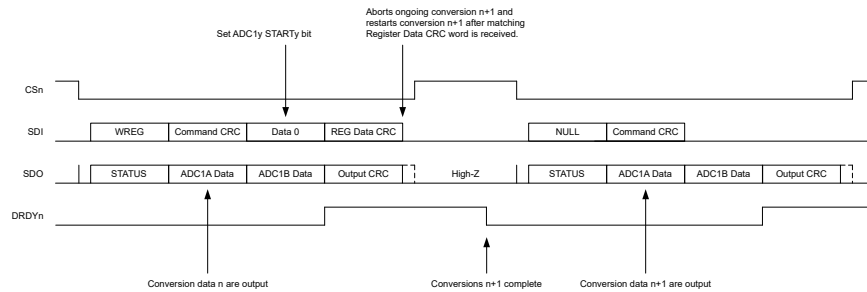 Aborts ongoing conversion n+1 and
restarts conversion n+1 after matching
Register Data CRC word is received.
Set ADC1y STARTy bit
CSn
SDI WREG Command CRC Data 0 REG Data CRC NULL Command CRC
SDO STATUS ADC1A Data ADC1B Data Output CRC High-Z STATUS ADC1A Data ADC1B Data Output CRC
DRDYn
Conversion data n are output Conversions n+1 complete Conversion data n+1 are output